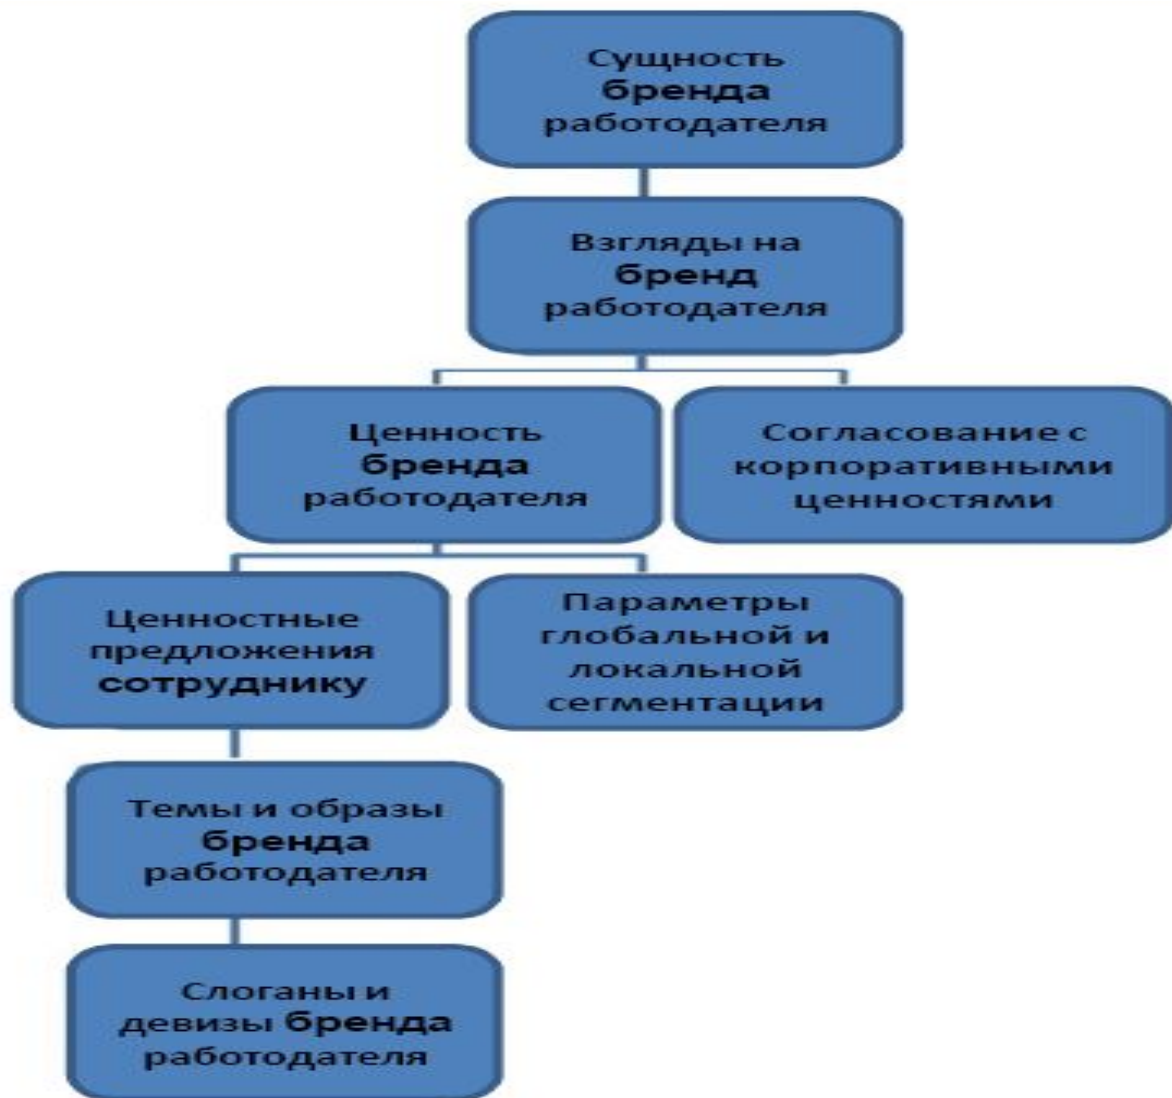 Сущность
бренда
работодателя
Взгляды на
бренд
работодателя
Ценность
бренда
работодателя
Согласование с
корпоративными
ценностями
Ценностные
предложения
сотруднику
Параметры
глобальной и
локальной
сегментации
Темы и образы
бренда
работодателя
Слоганы и
девизы бренда
работодателя